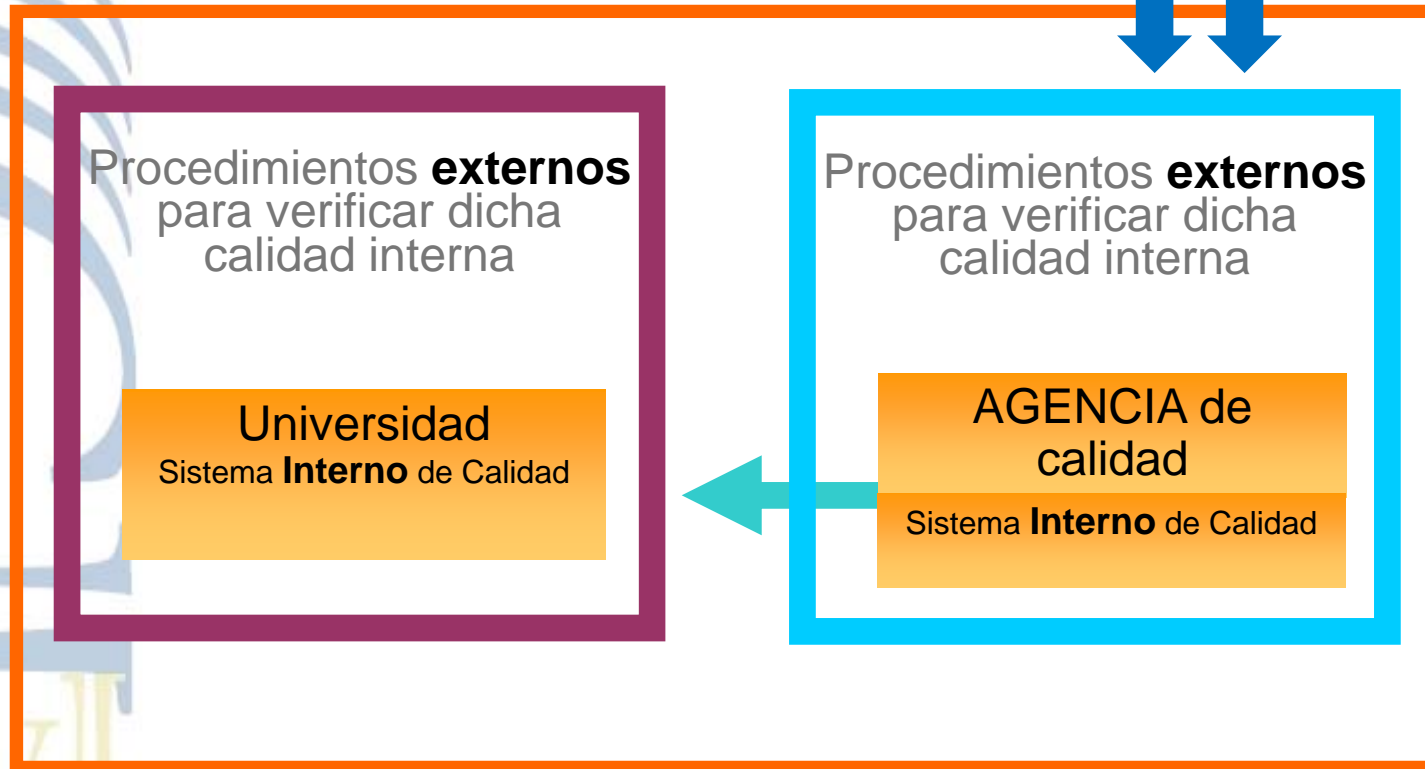 Procedimientos externos
para verificar dicha
calidad interna
Universidad
Sistema Interno de Calidad
Procedimientos externos
para verificar dicha
calidad interna
AGENCIA de
calidad
Sistema Interno de Calidad